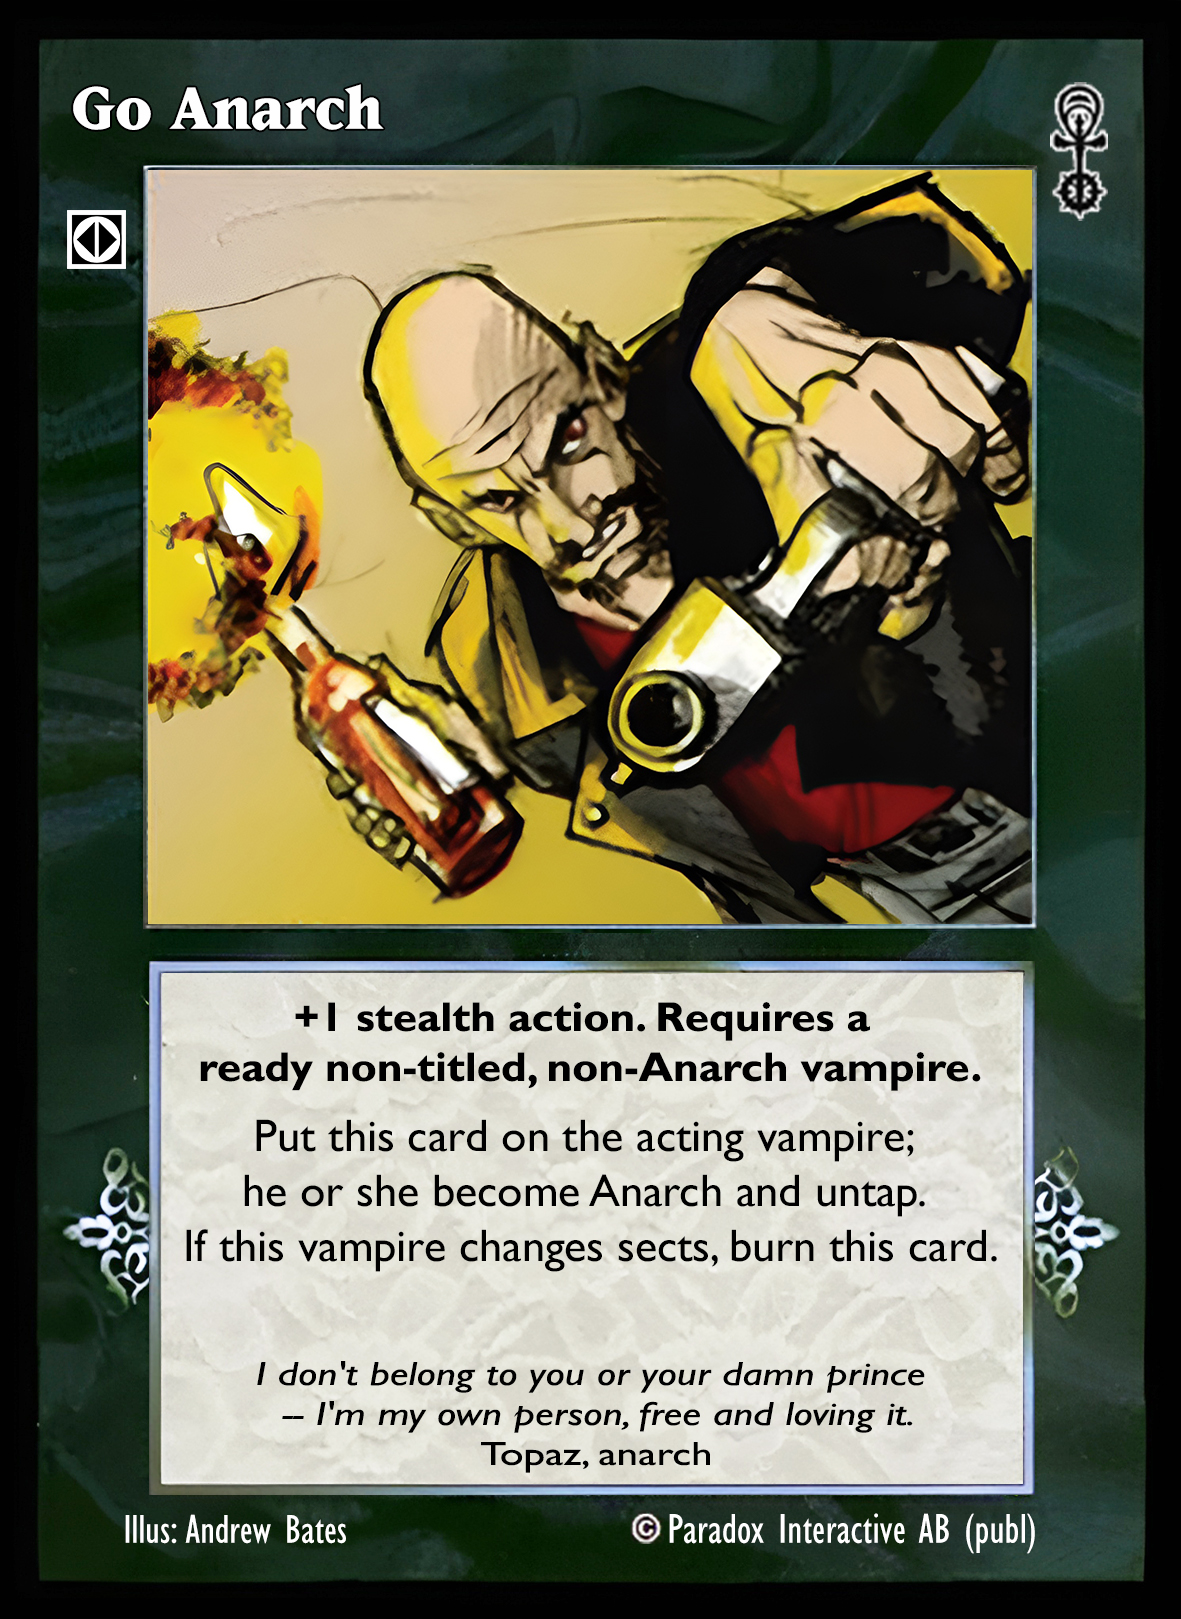 Go Anarch
+1 stealth action. Requires a
ready non-titled, non-Anarch vampire.
Put this card on the acting vampire;
he or she become Anarch and untap.
If this vampire changes sects, burn this card.
I don't belong to you or your damn prince
-- I'm my own person, free and loving it.
Topaz, anarch
Illus: Andrew Bates
© Paradox Interactive AB (publ)